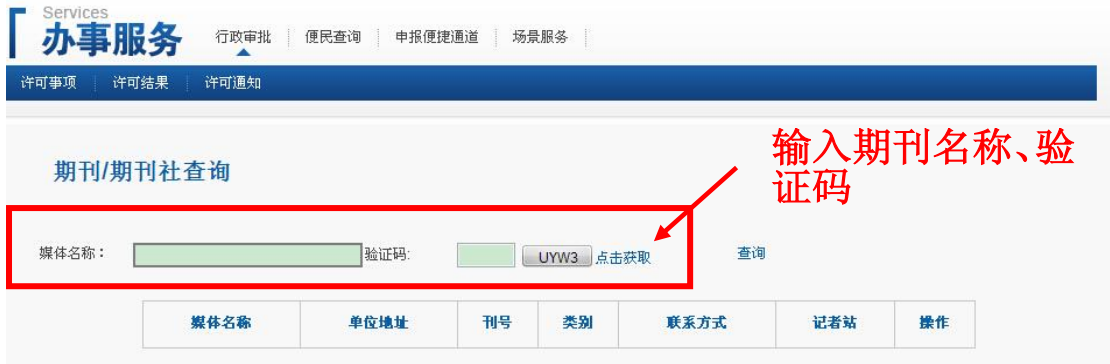 Services
办事服务
行政审批 便民查询 申报便捷通道 场景服务
许可事项 许可结果 许可通知
输入期刊名称、验
证码
期刊/期刊社查询
媒体名称： 验证码: UYW3 点击获取 查询
媒体名称 单位地址 刊号 类别 联系方式 记者站 操作